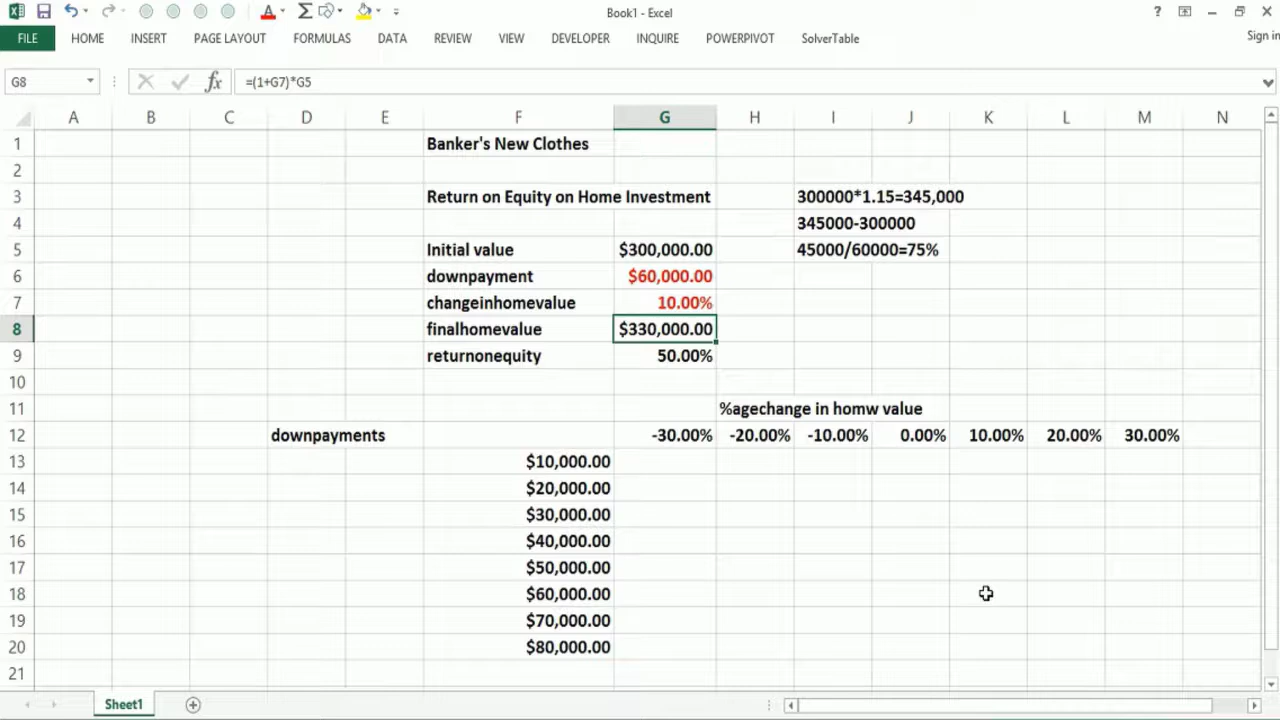 Book1 - Excel
?
FILE HOME INSERT PAGE LAYOUT FORMULAS DATA REVIEW VIEW DEVELOPER INQUIRE POWERPIVOT SolverTable Sign in
G8 fx =(1+G7)*G5
A B C D E F G H I J K L M N
1 Banker's New Clothes
2
3 Return on Equity on Home Investment 300000*1.15=345,000
4 345000-300000
5 Initial value $300,000.00 45000/60000=75%
6 downpayment $60,000.00
7 changeinhomevalue 10.00%
8 finalhomevalue $330,000.00
9 returnonequity 50.00%
10
11 %agechange in homw value
12 downpayments -30.00% -20.00% -10.00% 0.00% 10.00% 20.00% 30.00%
13 $10,000.00
14 $20,000.00
15 $30,000.00
16 $40,000.00
17 $50,000.00
18 $60,000.00
19 $70,000.00
20 $80,000.00
21
Sheet1